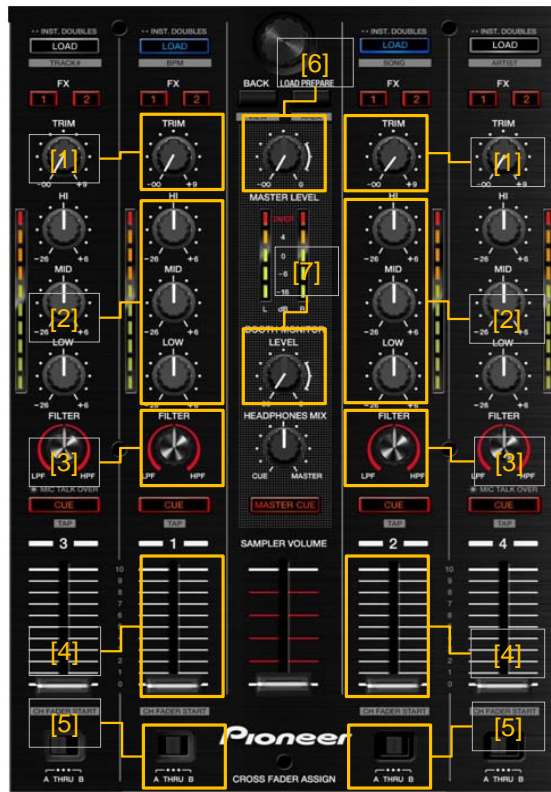 INST. DOUBLES
LOAD
TRACK#
FX
1 2
TRIM
[1]
-∞ +9
HI
-26 +6
MID
[2]
-26 +6
LOW
-26 +6
FILTER
[3]
LPF HPF
MIC TALK OVER
CUE
TAP
3
[4]
CH FADER START
[5]
A THRU B
INST. DOUBLES
LOAD
BPM
FX
1 2
TRIM
-∞ +9
HI
-26 +6
MID
-26 +6
LOW
-26 +6
FILTER
LPF HPF
CUE
TAP
1
CH FADER START
A THRU B
[6]
BACK LOAD PREPARE
-∞ 0
MASTER LEVEL
OVER
4
0
[7]
-6
-18
L dB R
BOOTH MONITOR
LEVEL
-∞ 0
HEADPHONES MIX
CUE MASTER
MASTER CUE
SAMPLER VOLUME
Pioneer
CROSS FADER ASSIGN
INST. DOUBLES
LOAD
SONG
FX
1 2
TRIM
-∞ +9
HI
-26 +6
MID
-26 +6
LOW
-26 +6
FILTER
LPF HPF
CUE
TAP
2
CH FADER START
A THRU B
INST. DOUBLES
LOAD
ARTIST
FX
1 2
TRIM
[1]
-∞ +9
HI
-26 +6
MID
[2]
-26 +6
LOW
-26 +6
FILTER
[3]
LPF HPF
MIC TALK OVER
CUE
TAP
4
10
9
8
7
6
5
[4]
3
2
1
0
CH FADER START
[5]
A THRU B